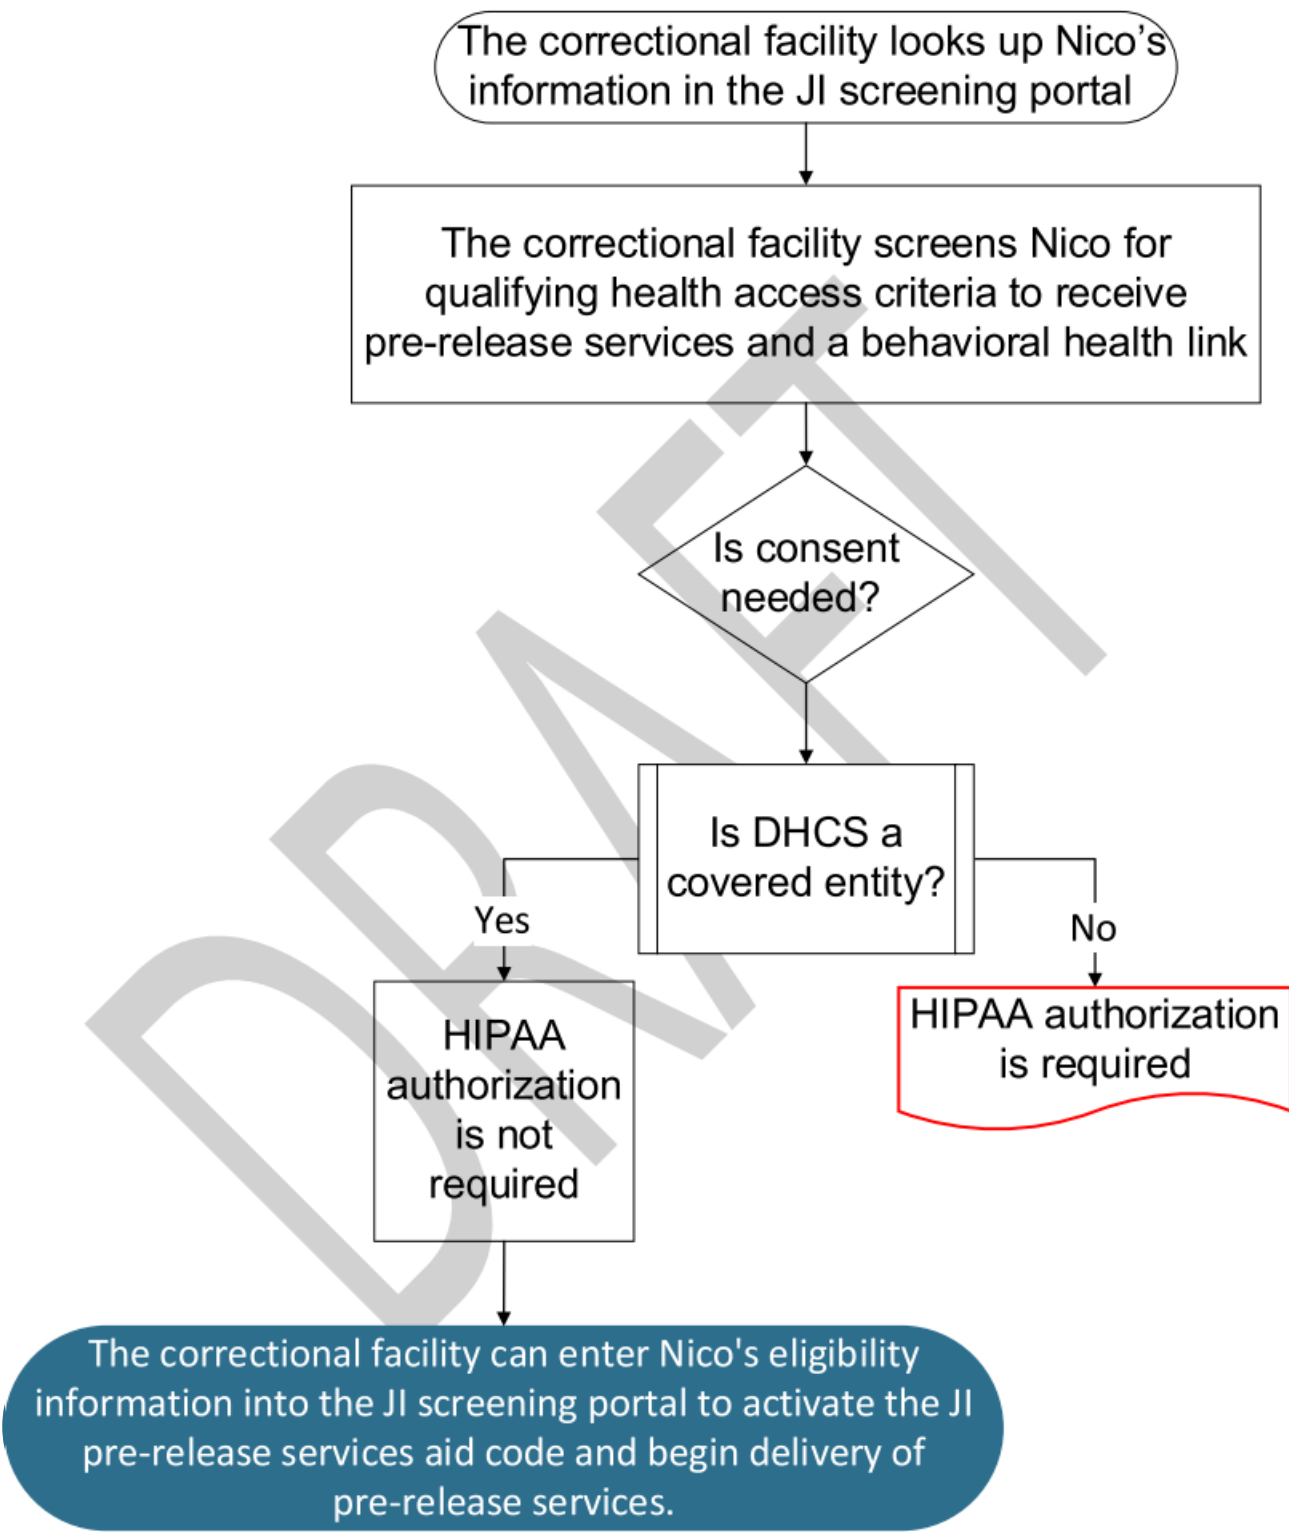 The correctional facility looks up Nico’s
information in the JI screening portal
The correctional facility screens Nico for
qualifying health access criteria to receive
pre-release services and a behavioral health link
Is consent
needed?
Is DHCS a
covered entity?
Yes
No
HIPAA
authorization
is not
required
HIPAA authorization
is required
The correctional facility can enter Nico's eligibility
information into the JI screening portal to activate the JI
pre-release services aid code and begin delivery of
pre-release services.
DRAFT